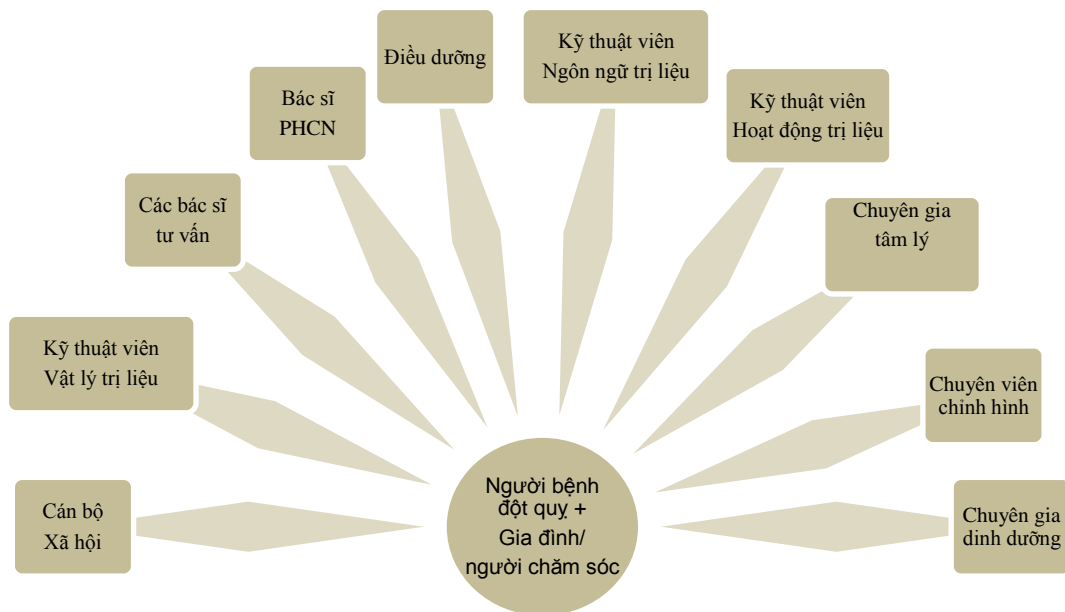 Điều dưỡng
Kỹ thuật viên
Ngôn ngữ trị liệu
Bác sĩ
PHCN
Kỹ thuật viên
Hoạt động trị liệu
Các bác sĩ
tư vấn
Chuyên gia
tâm lý
Kỹ thuật viên
Vật lý trị liệu
Chuyên viên
chỉnh hình
Cán bộ
Xã hội
Người bệnh
đột quỵ +
Gia đình/
người chăm sóc
Chuyên gia
dinh dưỡng